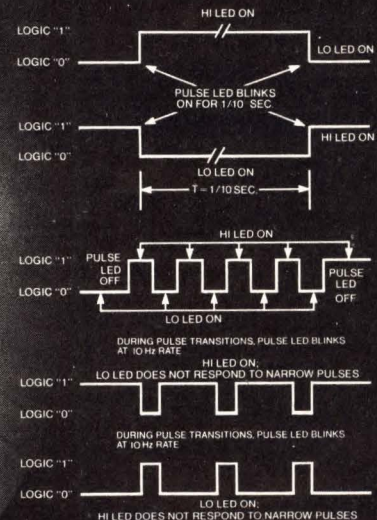 HI LED ON
LOGIC "1"
LO LED ON
LOGIC "0"
PULSE LED BLINKS
ON FOR 1/10 SEC.
LOGIC "1"
HI LED ON
LOGIC "0"
LO LED ON
T = 1/10 SEC.
HI LED ON
LOGIC "1" PULSE LED OFF
PULSE LED OFF
LOGIC "0"
LO LED ON
DURING PULSE TRANSITIONS, PULSE LED BLINKS
AT 10 Hz RATE
HI LED ON;
LO LED DOES NOT RESPOND TO NARROW PULSES
LOGIC "1"
LOGIC "0"
DURING PULSE TRANSITIONS, PULSE LED BLINKS
AT 10 Hz RATE
LOGIC "1"
LOGIC "0"
LO LED ON;
HI LED DOES NOT RESPOND TO NARROW PULSES